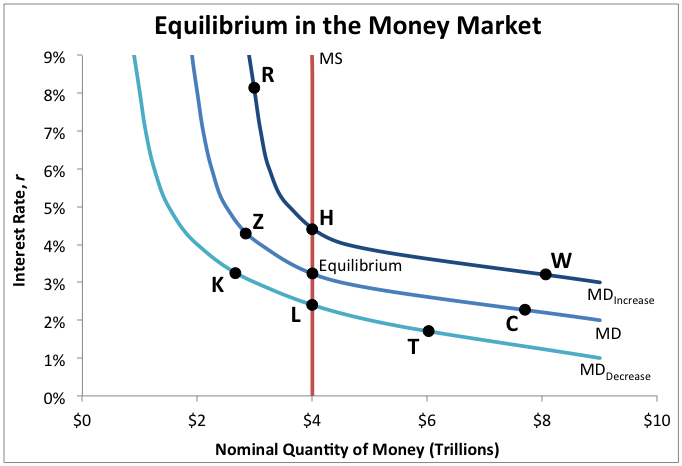 Equilibrium in the Money Market
9%
8%
7%
6%
5%
4%
3%
2%
1%
0%
Interest Rate, r
MS
R
H
Z
Equilibrium
W
K
L
C
T
MDIncrease
MD
MDDecrease
$0
$2
$4
$6
$8
$10
Nominal Quantity of Money (Trillions)